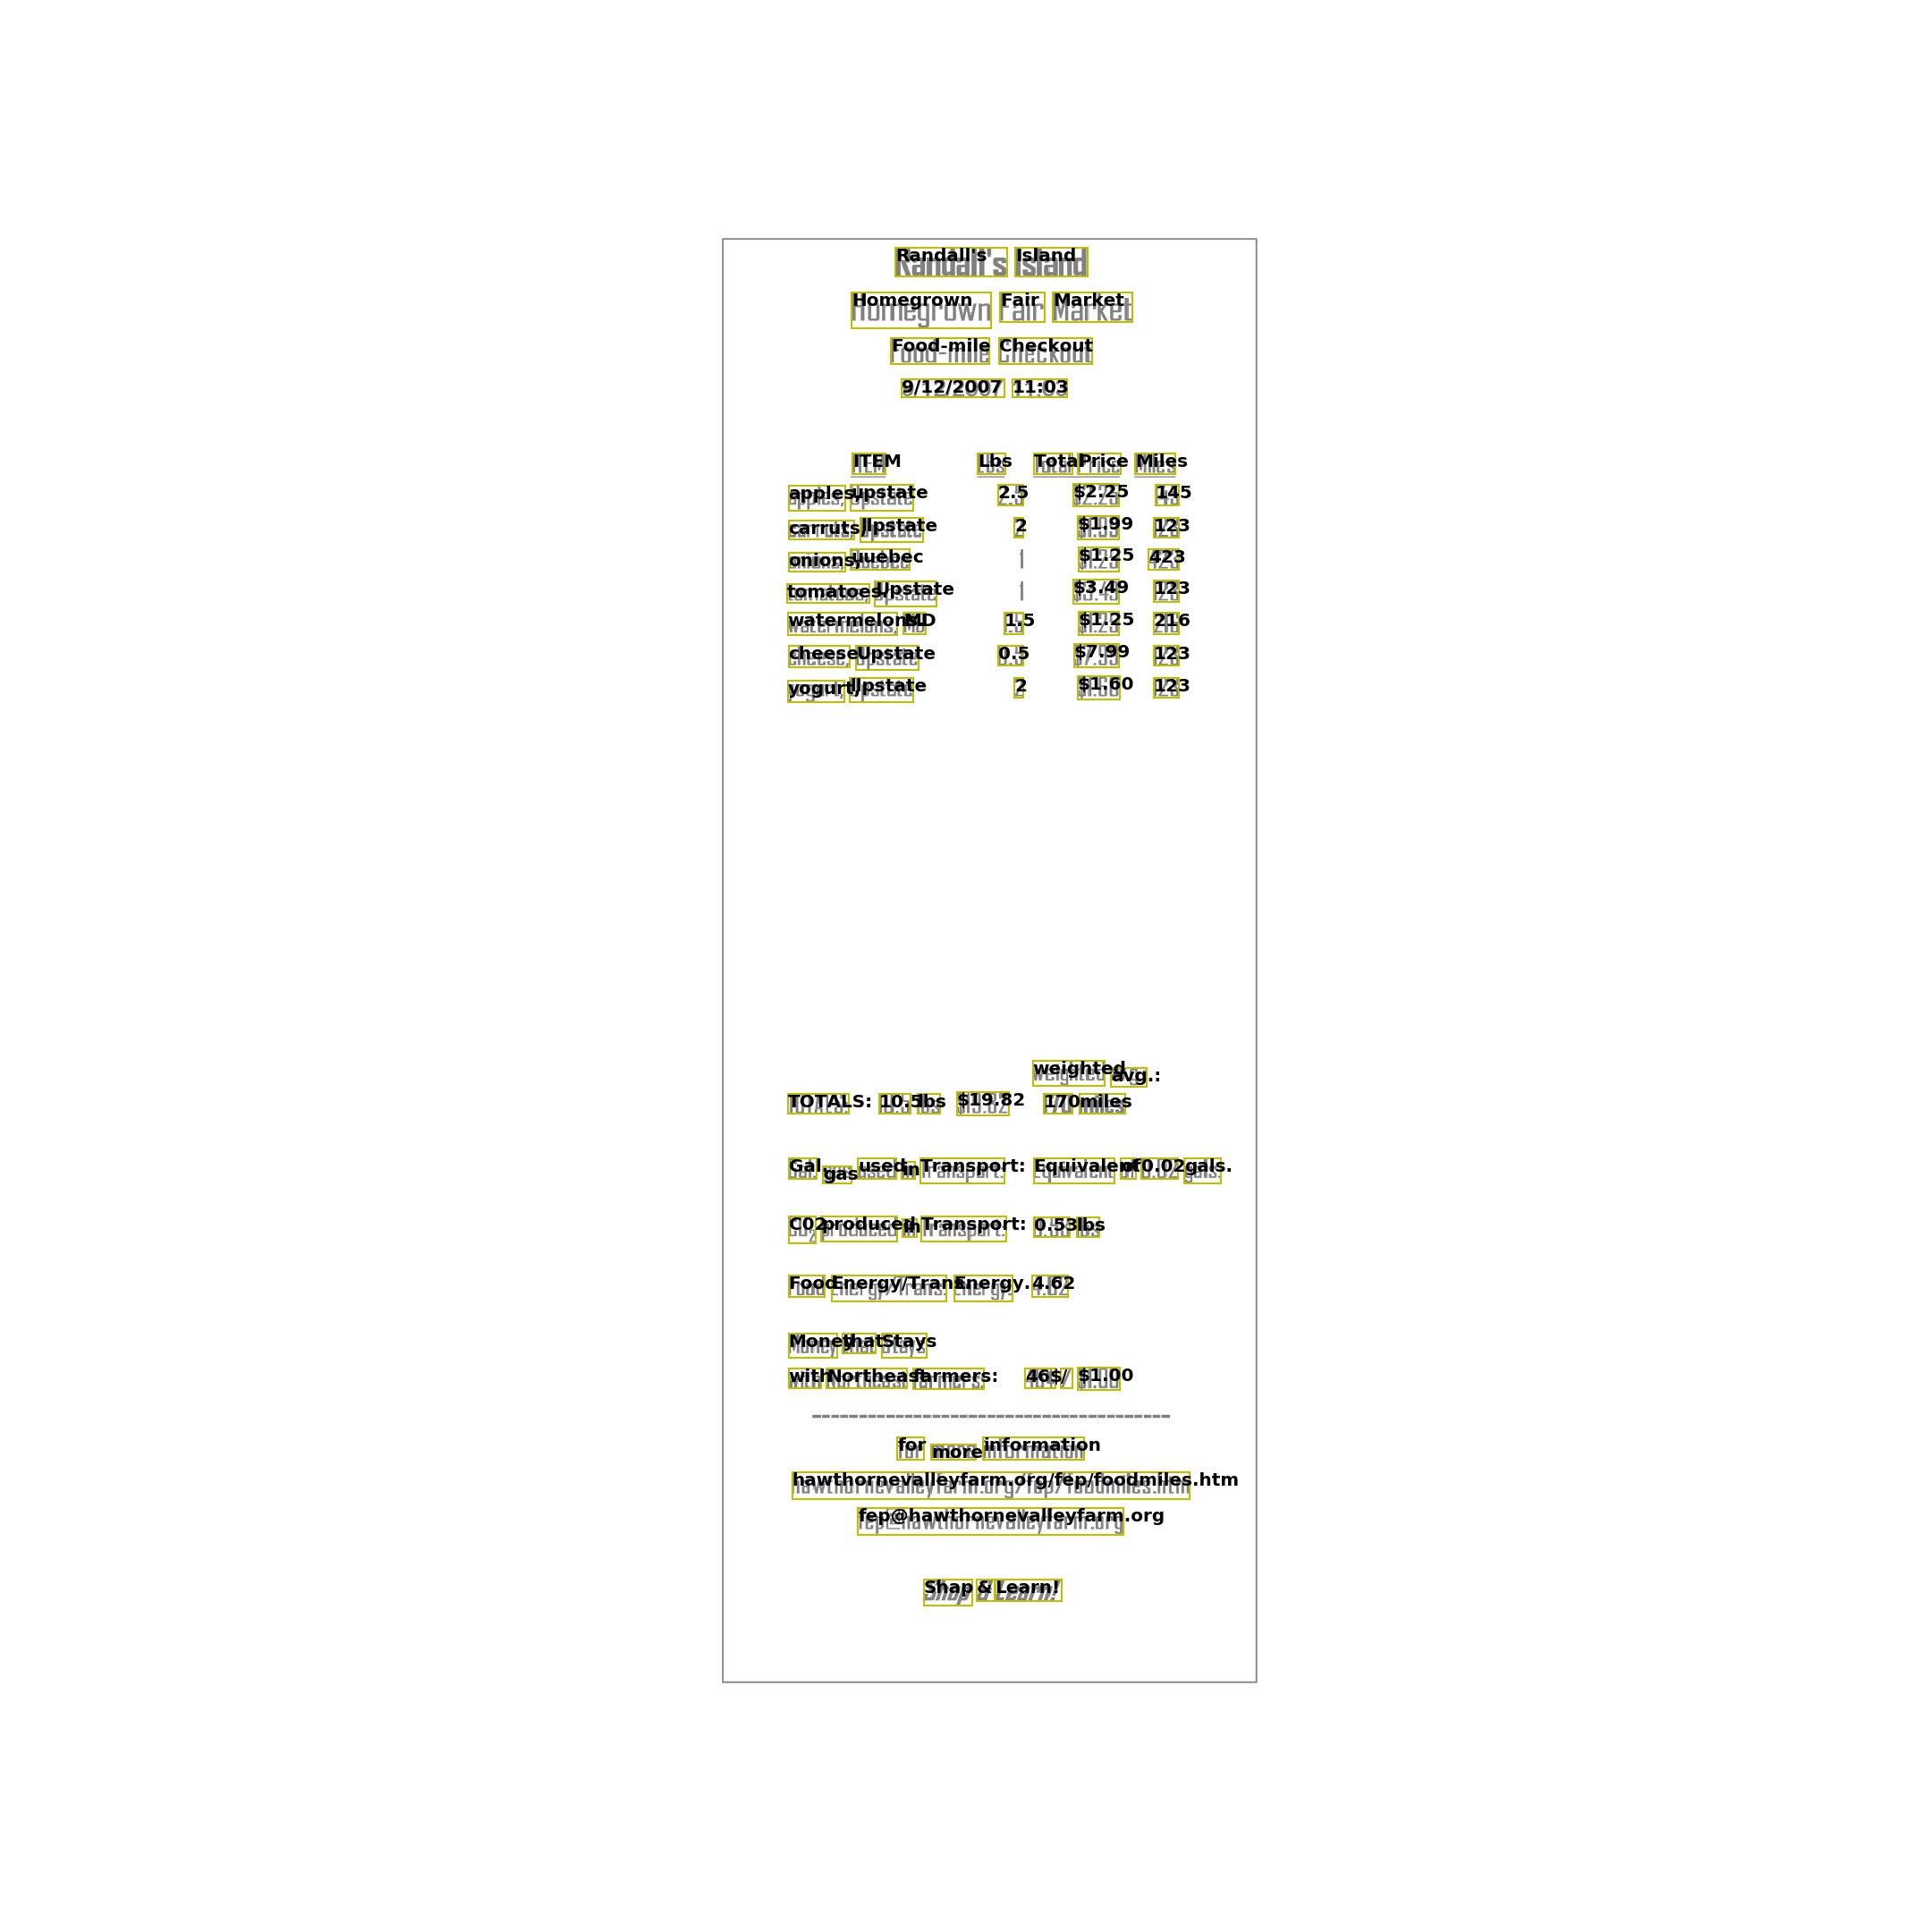 Randall's Island
Homegrown Fair Market
Food-mile Checkout
9/12/2007 11:03
ITEM Lbs Total Price Miles
apples, upstate 2.5 $2.25 145
carruts, Upstate 2 $1.99 123
onions, uuebec 1 $1.25 423
tomatoes, Upstate 1 $3.49 123
watermelons, MD 1.5 $1.25 216
cheese, Upstate 0.5 $7.99 123
yogurt, Upstate 2 $1.60 123
weighted avg.:
TOTALS: 10.5 lbs $19.82 170 miles
Gal. gas used in Transport: Equivalent of 0.02 gals.
C02 produced in Transport: 0.53 lbs
Food Energy/Trans. Energy. 4.62
Money that Stays
with Northeast farmers: 46$ / $1.00
---------------------------------------
for more information
hawthornevalleyfarm.org/fep/foodmiles.htm
fep@hawthornevalleyfarm.org
Shap & Learn!